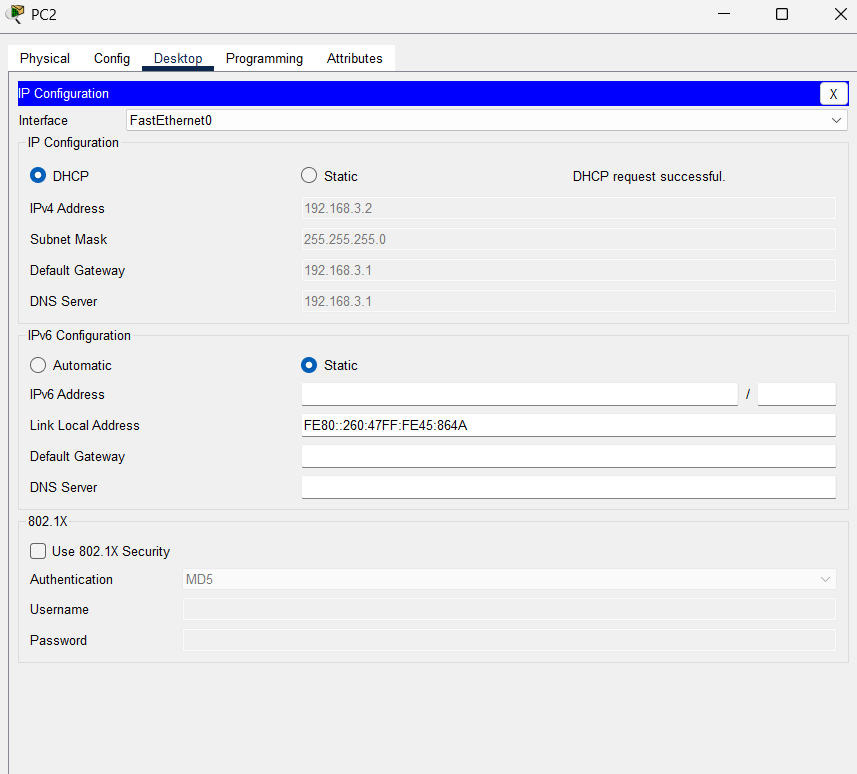 PC2
Physical Config Desktop Programming Attributes
IP Configuration X
Interface FastEthernet0
IP Configuration
DHCP Static DHCP request successful.
IPv4 Address 192.168.3.2
Subnet Mask 255.255.255.0
Default Gateway 192.168.3.1
DNS Server 192.168.3.1
IPv6 Configuration
Automatic Static
IPv6 Address /
Link Local Address FE80::260:47FF:FE45:864A
Default Gateway
DNS Server
802.1X
Use 802.1X Security
Authentication MD5
Username
Password